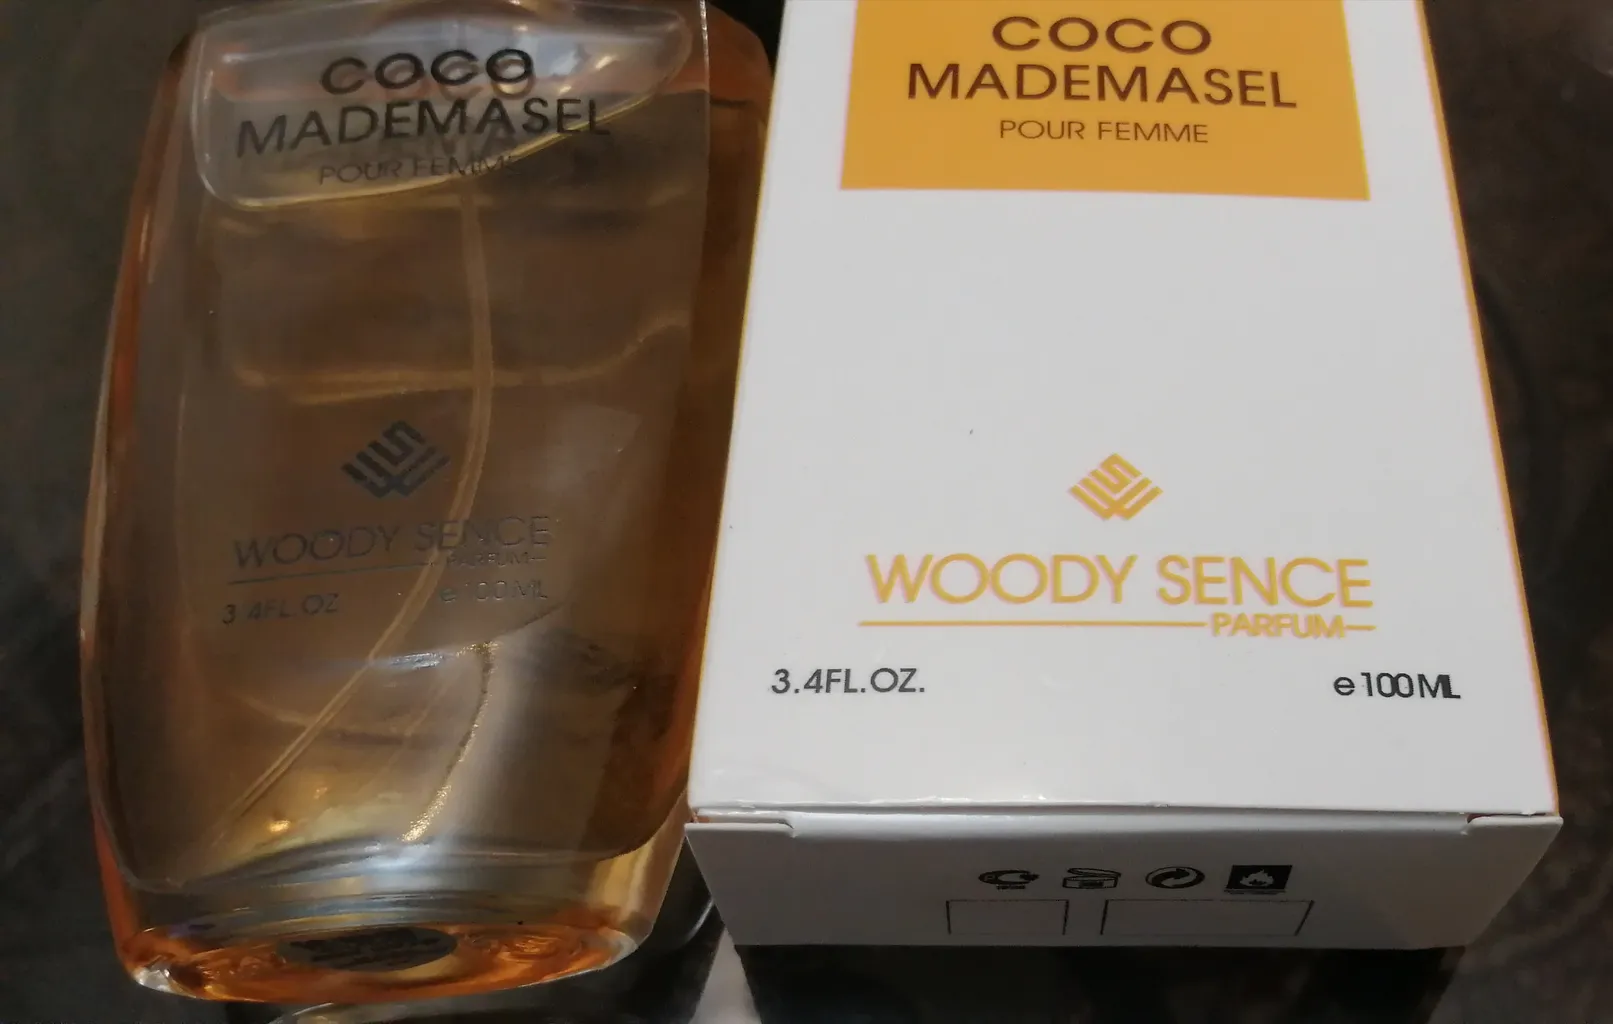 COCO
MADEMASEL
POUR FEMME
WOODY SENCE
PARFUM
3.4FL.OZ
e100ML
COCO
MADEMASEL
POUR FEMME
WOODY SENCE
PARFUM
3.4FL.OZ.
e100ML